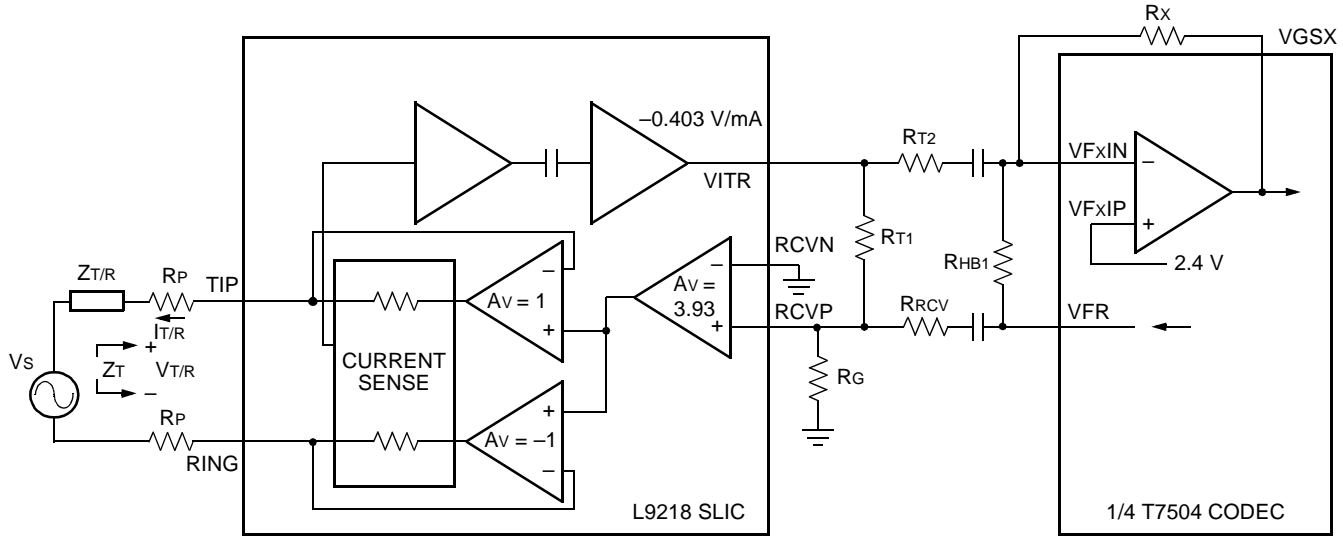 RX
VGSX
–0.403 V/mA
VITR
RT2
VFXIN
–
VFXIP
+
2.4 V
RT1
RHB1
RCVN
–
AV =
3.93
RCVP
+
RRCV
VFR
RG
ZT/R
RP
TIP
IT/R
VS
ZT
+
VT/R
–
RP
RING
CURRENT
SENSE
–
AV = 1
+
+
AV = –1
–
L9218 SLIC
1/4 T7504 CODEC